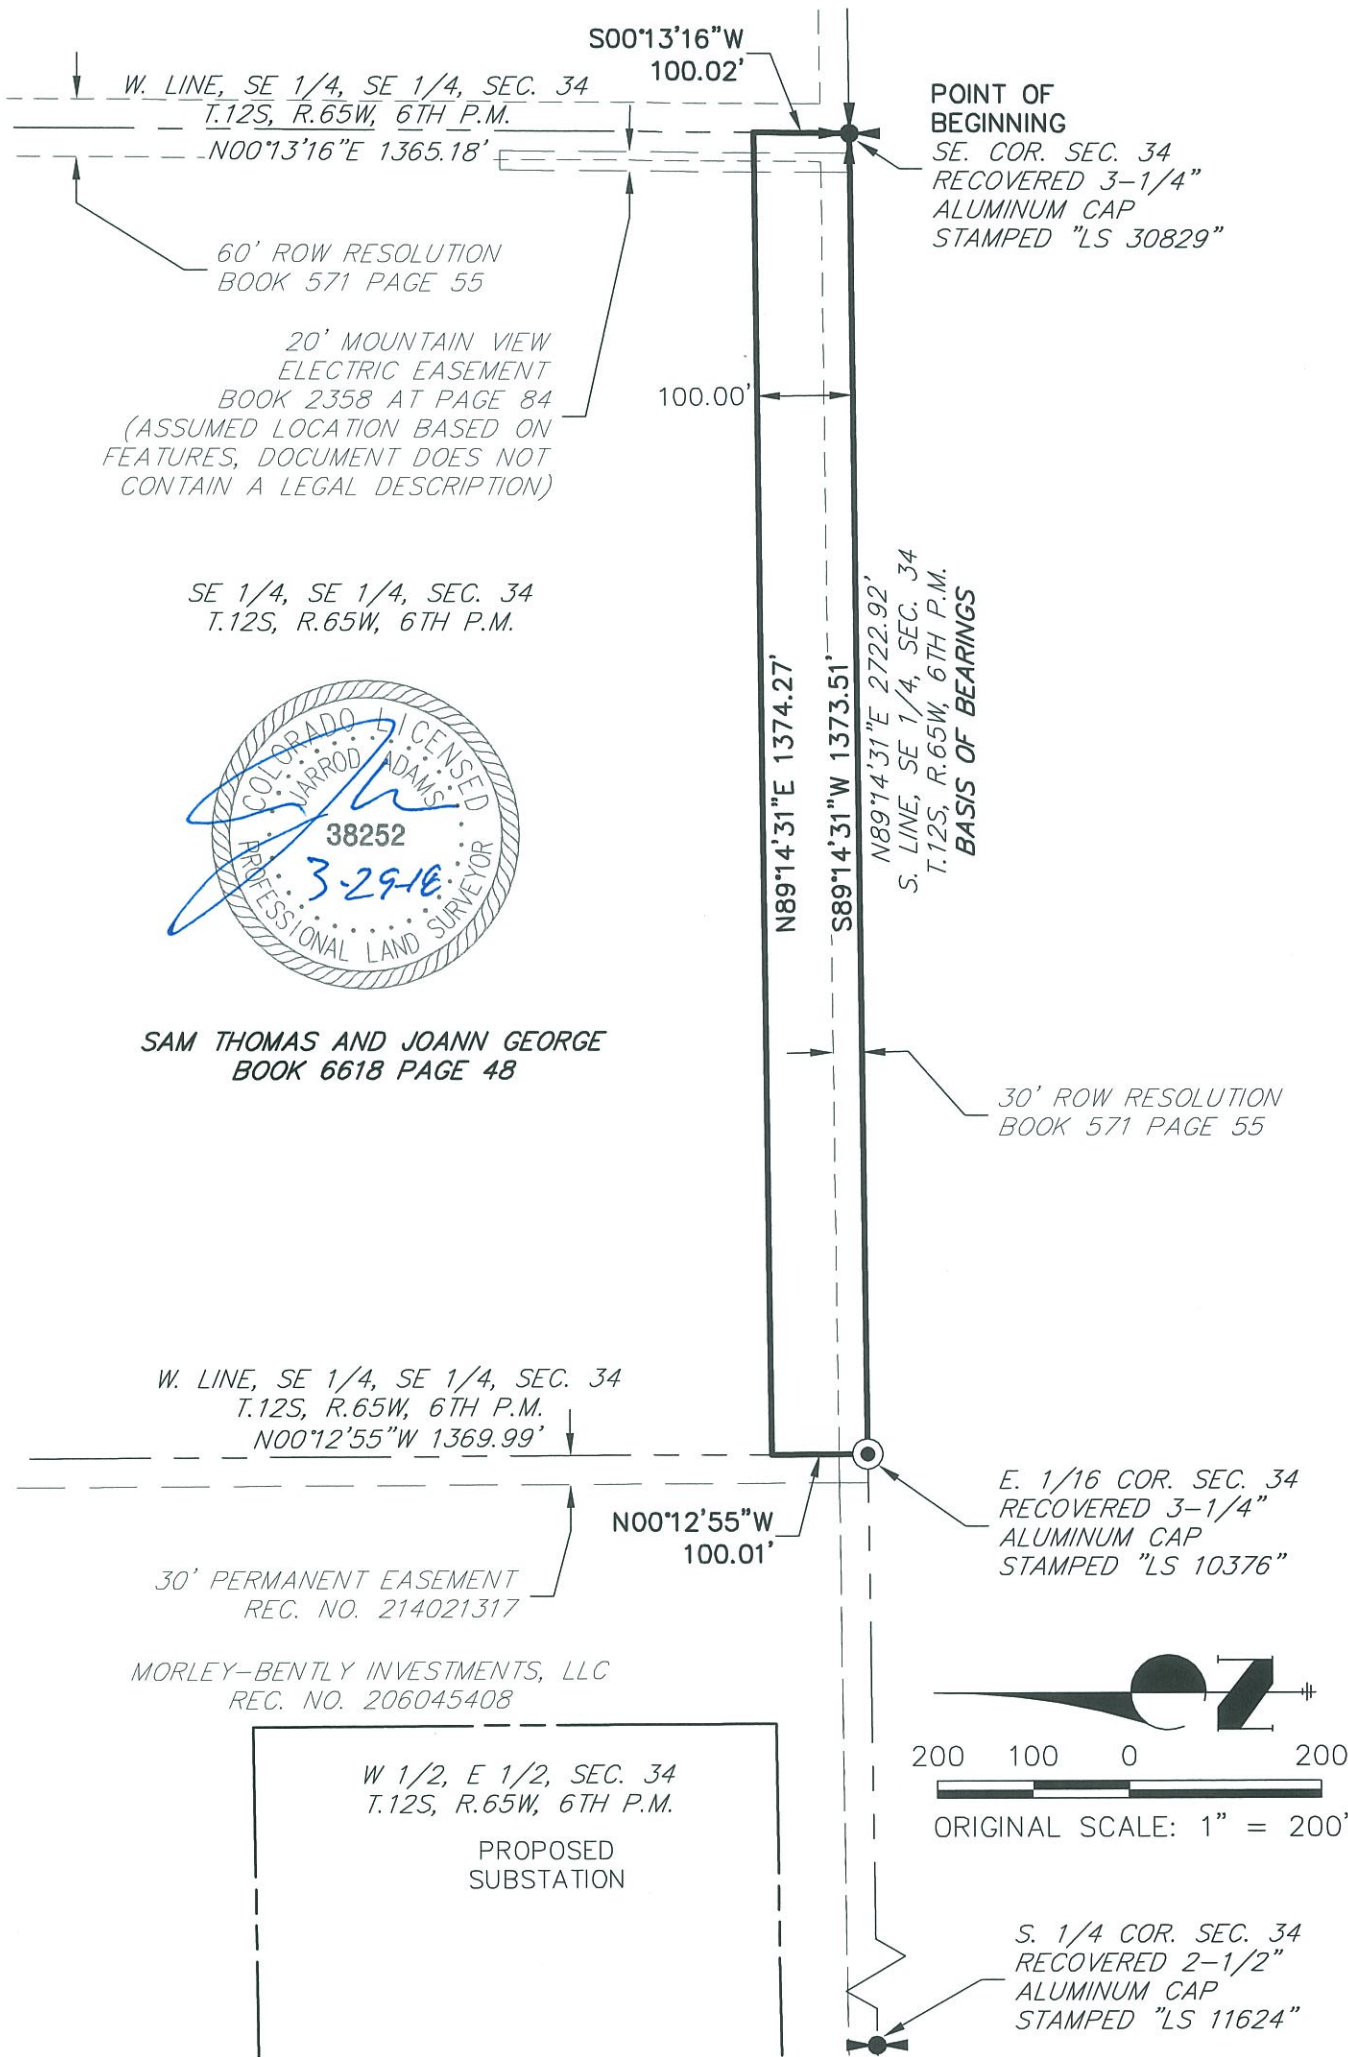 S00°13'16"W
100.02'
W. LINE, SE 1/4, SE 1/4, SEC. 34
T.12S, R.65W, 6TH P.M.
N00°13'16"E 1365.18'
POINT OF
BEGINNING
SE. COR. SEC. 34
RECOVERED 3-1/4"
ALUMINUM CAP
STAMPED "LS 30829"
60' ROW RESOLUTION
BOOK 571 PAGE 55
20' MOUNTAIN VIEW
ELECTRIC EASEMENT
BOOK 2358 AT PAGE 84
(ASSUMED LOCATION BASED ON
FEATURES, DOCUMENT DOES NOT
CONTAIN A LEGAL DESCRIPTION)
100.00'
SE 1/4, SE 1/4, SEC. 34
T.12S, R.65W, 6TH P.M.
N89°14'31"E 1374.27'
S89°14'31"W 1373.51'
N89°14'31"E 2722.92'
S. LINE, SE 1/4, SEC. 34
T.12S, R.65W, 6TH P.M.
BASIS OF BEARINGS
COLORADO LICENSED
JARROD ADAMS
38252
3-29-18
PROFESSIONAL LAND SURVEYOR
SAM THOMAS AND JOANN GEORGE
BOOK 6618 PAGE 48
30' ROW RESOLUTION
BOOK 571 PAGE 55
W. LINE, SE 1/4, SE 1/4, SEC. 34
T.12S, R.65W, 6TH P.M.
N00°12'55"W 1369.99'
N00°12'55"W
100.01'
E. 1/16 COR. SEC. 34
RECOVERED 3-1/4"
ALUMINUM CAP
STAMPED "LS 10376"
30' PERMANENT EASEMENT
REC. NO. 214021317
MORLEY-BENTLY INVESTMENTS, LLC
REC. NO. 206045408
W 1/2, E 1/2, SEC. 34
T.12S, R.65W, 6TH P.M.
PROPOSED
SUBSTATION
N
200 100 0 200
ORIGINAL SCALE: 1" = 200'
S. 1/4 COR. SEC. 34
RECOVERED 2-1/2"
ALUMINUM CAP
STAMPED "LS 11624"